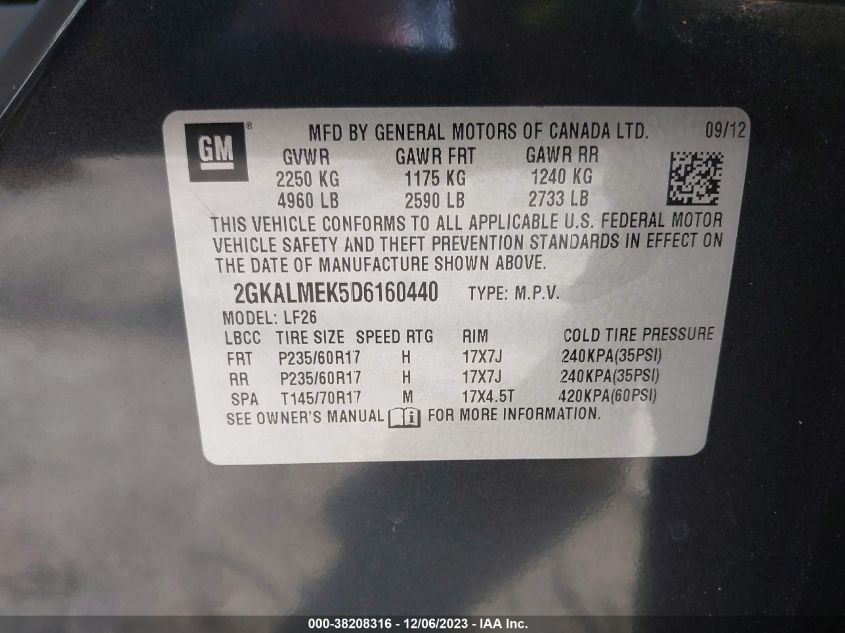 GM ®
MFD BY GENERAL MOTORS OF CANADA LTD. 09/12
GVWR GAWR FRT GAWR RR
2250 KG 1175 KG 1240 KG
4960 LB 2590 LB 2733 LB
THIS VEHICLE CONFORMS TO ALL APPLICABLE U.S. FEDERAL MOTOR
VEHICLE SAFETY AND THEFT PREVENTION STANDARDS IN EFFECT ON
THE DATE OF MANUFACTURE SHOWN ABOVE.
2GKALMEK5D6160440 TYPE: M.P.V.
MODEL: LF26
LBCC TIRE SIZE SPEED RTG RIM COLD TIRE PRESSURE
FRT P235/60R17 H 17X7J 240KPA(35PSI)
RR P235/60R17 H 17X7J 240KPA(35PSI)
SPA T145/70R17 M 17X4.5T 420KPA(60PSI)
SEE OWNER'S MANUAL i FOR MORE INFORMATION.
000-38208316 - 12/06/2023 - IAA Inc.